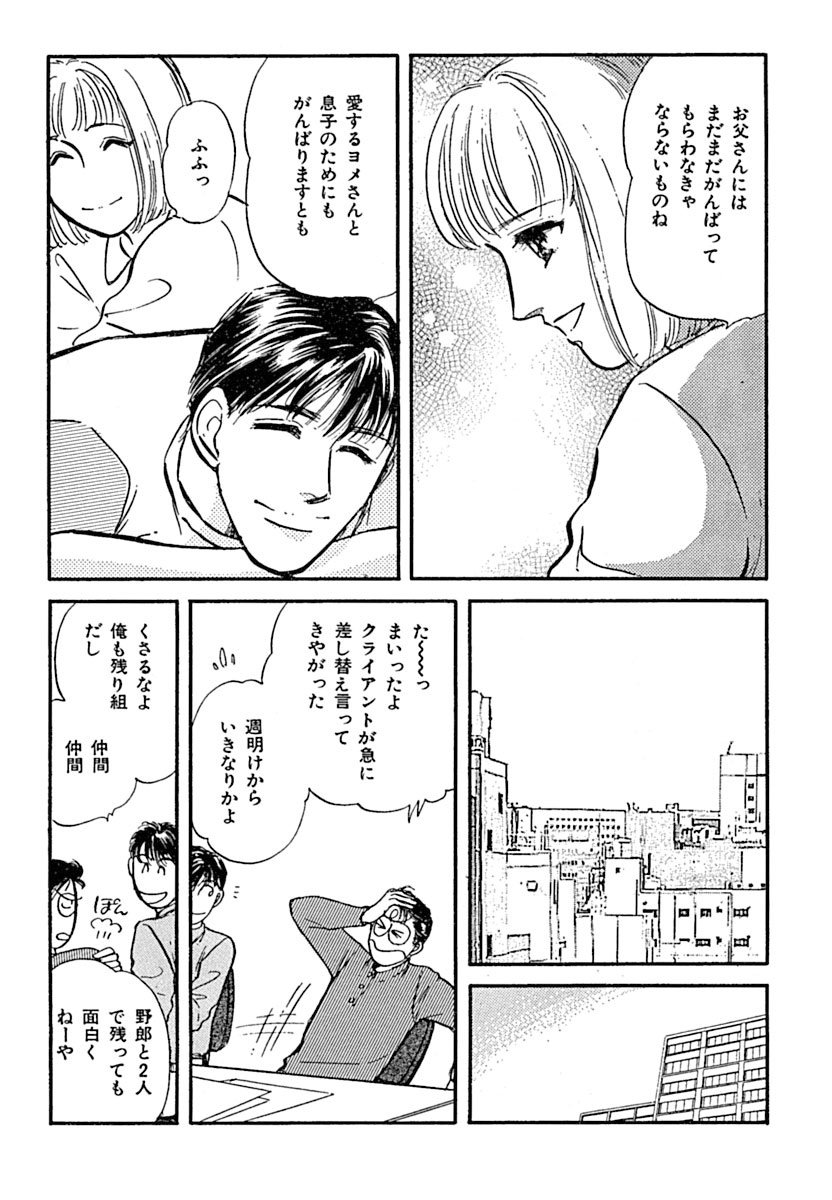 お父さんには
まだまだがんばって
もらわなきゃ
ならないものね
愛するヨメさんと
息子のためにも
がんばりますとも
ふふっ
た～～っ
まいったよ
クライアントが急に
差し替え言って
きやがった
週明けから
いきなりかよ
くさるなよ
俺も残り組
だし
仲間
仲間
ぽん
野郎と2人
で残っても
面白く
ねーや